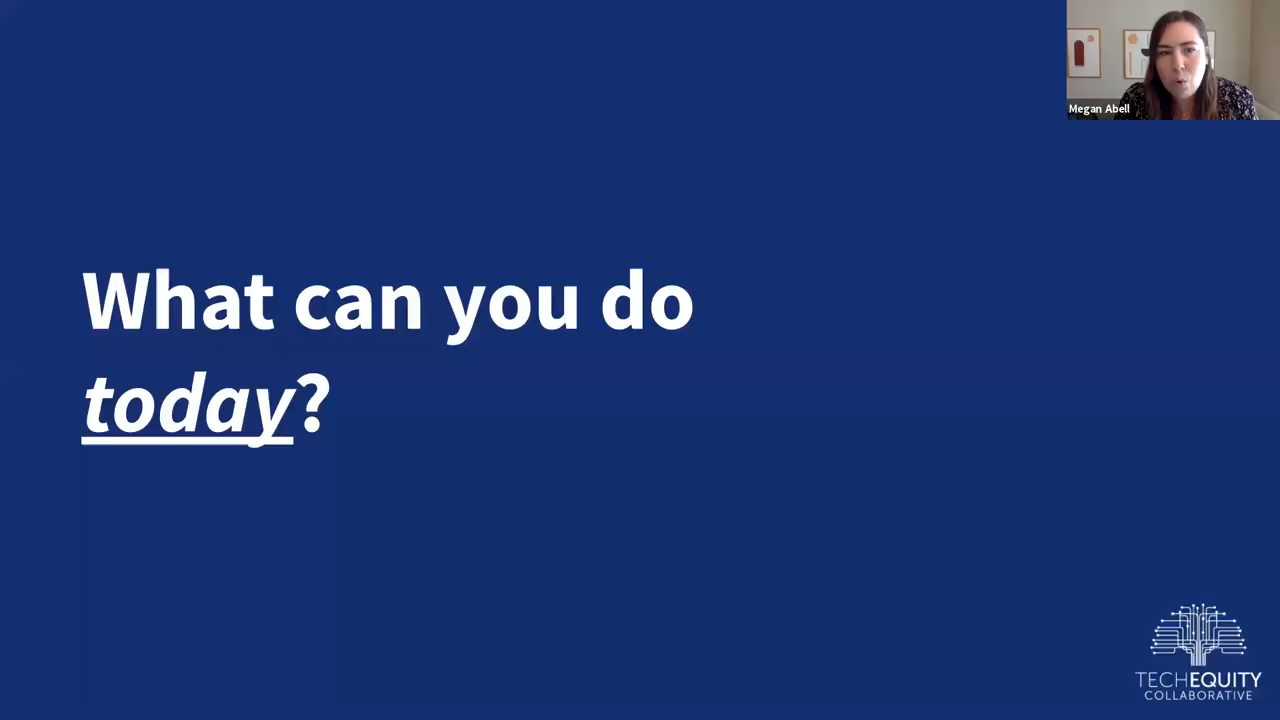 Megan Abell
What can you do
today?
TECHEQUITY
COLLABORATIVE